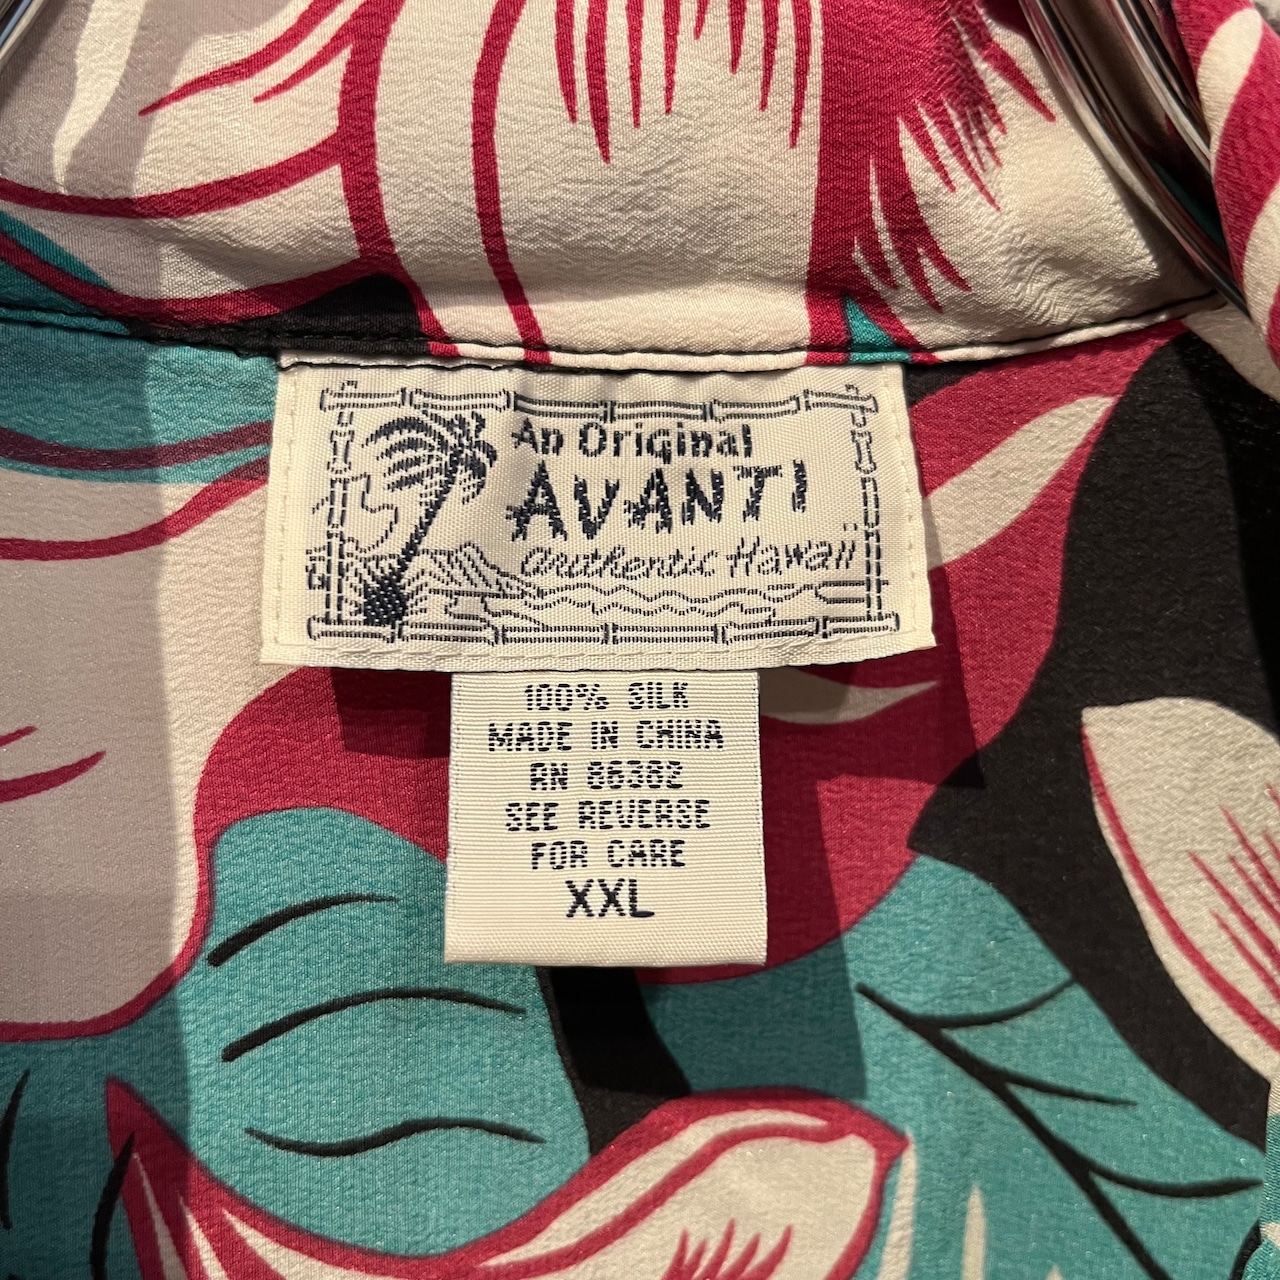 An Original
AVANTI
authentic Hawaii
100% SILK
MADE IN CHINA
RN 86382
SEE REVERSE
FOR CARE
XXL